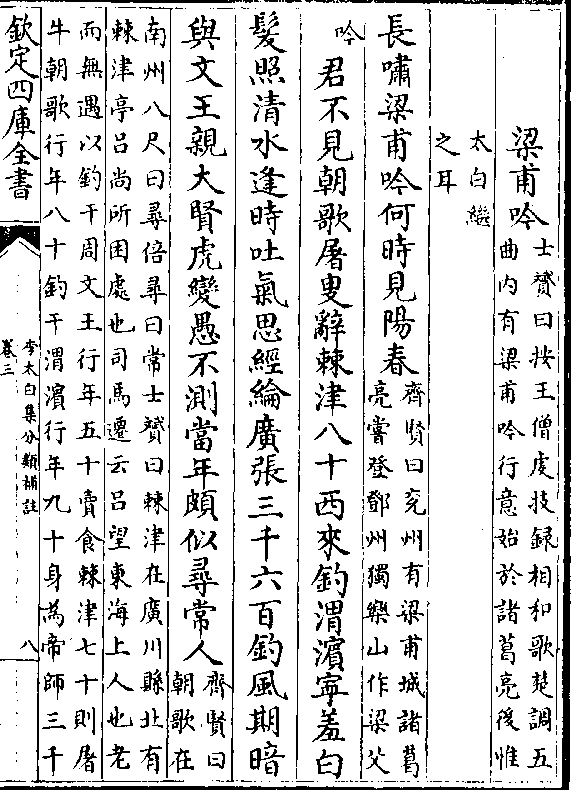 梁甫吟
士贇曰按王僧虔技録相和歌楚調五
曲内有梁甫吟行意始於諸葛亮後惟
太白繼
之耳
長嘯梁甫吟何時見陽春
齊賢曰兖州有梁甫城諸葛
亮嘗登鄧州獨樂山作梁父
吟
君不見朝歌屠叟辭棘津八十西來釣渭濱寧羞白
髮照清水逢時吐氣思經綸廣張三千六百釣風期暗
與文王親大賢虎變愚不測當年頗似尋常人
齊賢曰
朝歌在
南州八尺曰尋倍尋曰常士贇曰棘津在廣川縣北有
棘津亭吕尚所困處也司馬遷云吕望東海上人也老
而無遇以釣干周文王行年五十賣食棘津七十則屠
牛朝歌行年八十釣干渭濱行年九十身為帝師三千
欽定四庫全書
李太白集分類補註
卷三
八